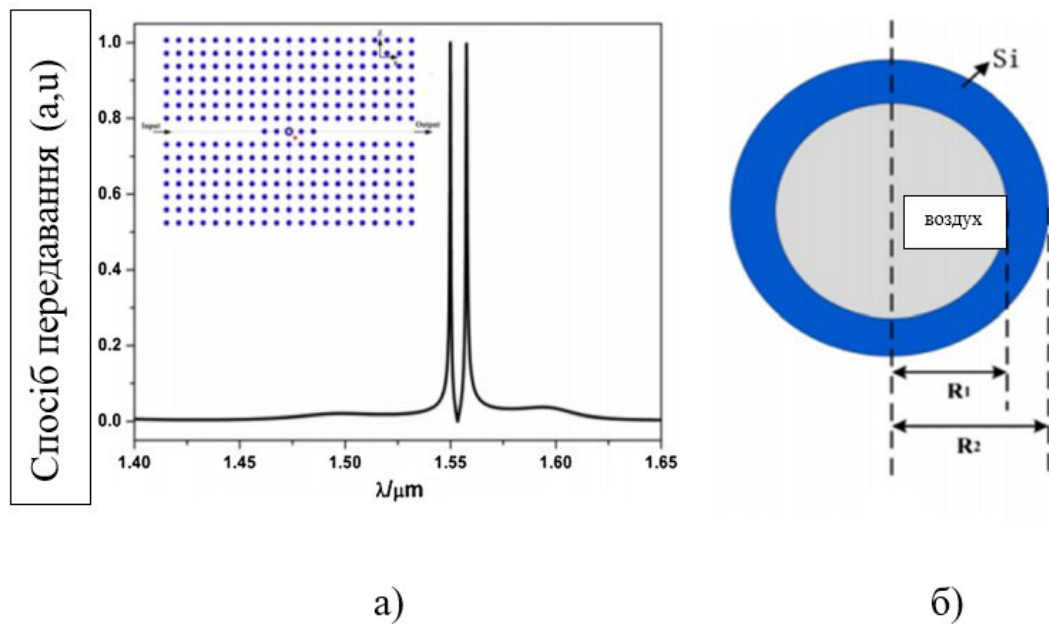 Спосіб передавання (a,u)
1.0
0.8
0.6
0.4
0.2
0.0
Input
Output
1.40
1.45
1.50
1.55
1.60
1.65
λ/μm
Si
воздух
R1
R2
а)
б)